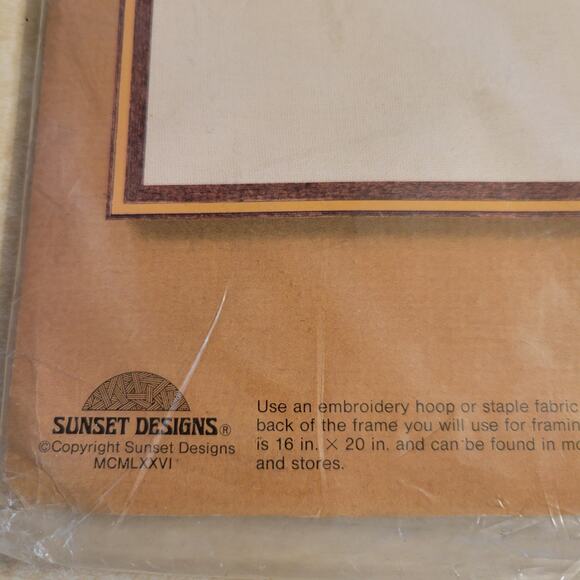 SUNSET DESIGNS®
©Copyright Sunset Designs
MCMLXXVI
Use an embroidery hoop or staple fabric
back of the frame you will use for framin
is 16 in. × 20 in. and can be found in mo
and stores.